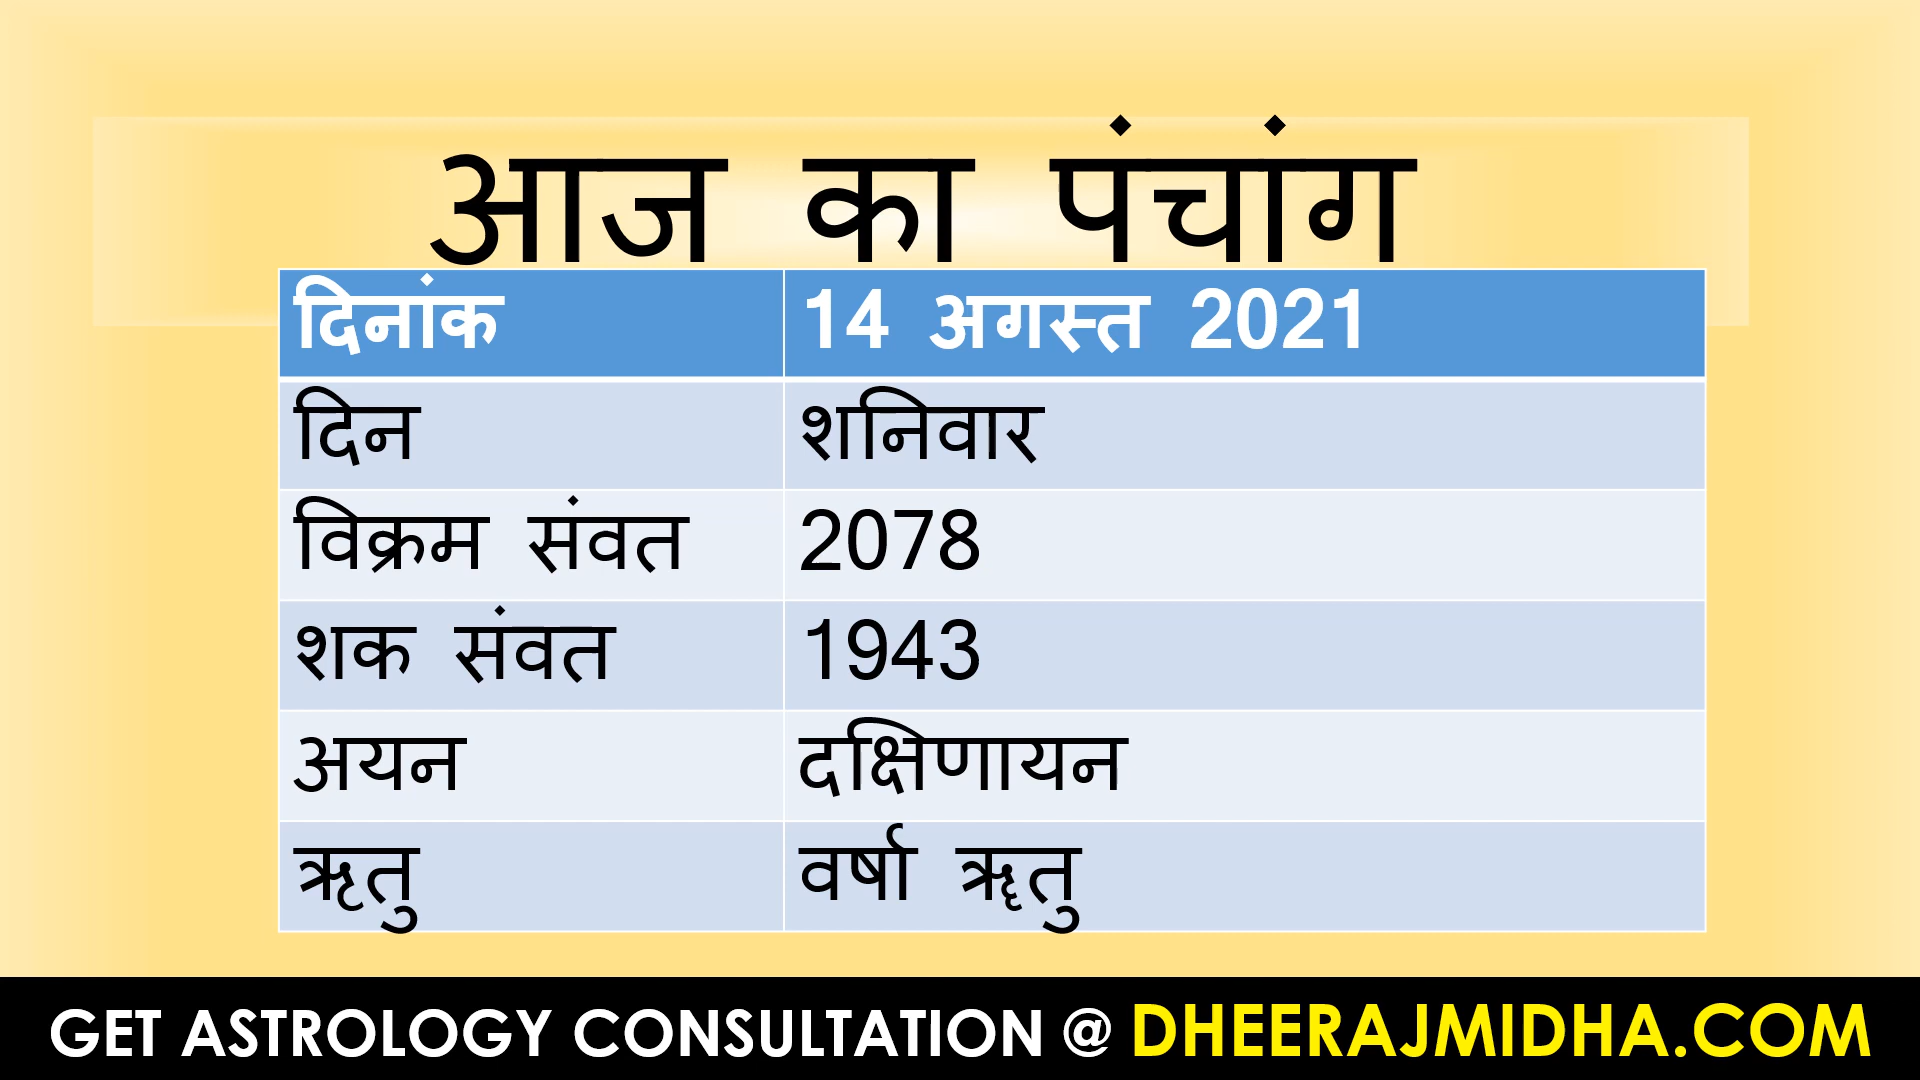 आज का पंचांग
दिनांक 14 अगस्त 2021
दिन शनिवार
विक्रम संवत 2078
शक संवत 1943
अयन दक्षिणायन
ऋतु वर्षा ॠतु
GET ASTROLOGY CONSULTATION @ DHEERAJMIDHA.COM